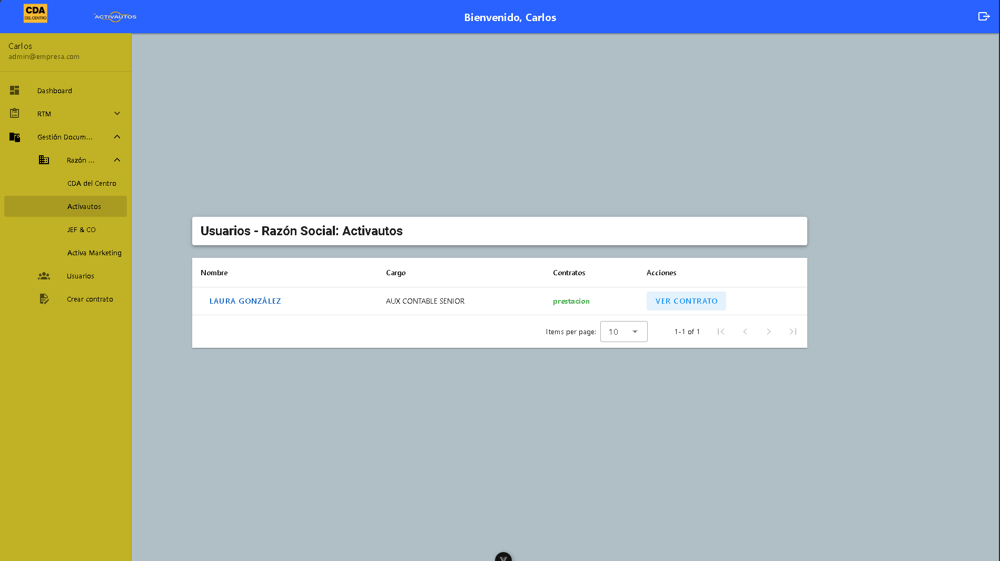 CDA
DEL CENTRO
ACTIVAUTOS
Bienvenido, Carlos
Carlos
admin@empresa.com
Dashboard
RTM
Gestión Docum...
Razón ...
CDA del Centro
Activautos
JEF & CO
Activa Marketing
Usuarios
Crear contrato
Usuarios - Razón Social: Activautos
Nombre Cargo Contratos Acciones
LAURA GONZÁLEZ AUX CONTABLE SENIOR prestacion VER CONTRATO
Items per page: 10 1-1 of 1